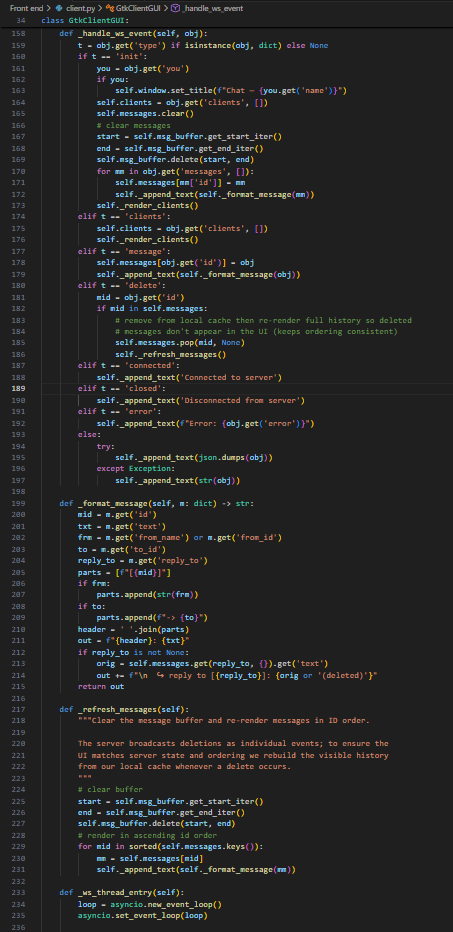 Front end > client.py > GtkClientGUI > _handle_ws_event
34 class GtkClientGUI:
158     def _handle_ws_event(self, obj):
159         t = obj.get('type') if isinstance(obj, dict) else None
160         if t == 'init':
161             you = obj.get('you')
162             if you:
163                 self.window.set_title(f"Chat — {you.get('name')}")
164             self.clients = obj.get('clients', [])
165             self.messages.clear()
166             # clear messages
167             start = self.msg_buffer.get_start_iter()
168             end = self.msg_buffer.get_end_iter()
169             self.msg_buffer.delete(start, end)
170             for mm in obj.get('messages', []):
171                 self.messages[mm['id']] = mm
172                 self._append_text(self._format_message(mm))
173             self._render_clients()
174         elif t == 'clients':
175             self.clients = obj.get('clients', [])
176             self._render_clients()
177         elif t == 'message':
178             self.messages[obj.get('id')] = obj
179             self._append_text(self._format_message(obj))
180         elif t == 'delete':
181             mid = obj.get('id')
182             if mid in self.messages:
183                 # remove from local cache then re-render full history so deleted
184                 # messages don't appear in the UI (keeps ordering consistent)
185                 self.messages.pop(mid, None)
186                 self._refresh_messages()
187         elif t == 'connected':
188             self._append_text('Connected to server')
189         elif t == 'closed':
190             self._append_text('Disconnected from server')
191         elif t == 'error':
192             self._append_text(f"Error: {obj.get('error')}")
193         else:
194             try:
195                 self._append_text(json.dumps(obj))
196             except Exception:
197                 self._append_text(str(obj))
198
199     def _format_message(self, m: dict) -> str:
200         mid = m.get('id')
201         txt = m.get('text')
202         frm = m.get('from_name') or m.get('from_id')
203         to = m.get('to_id')
204         reply_to = m.get('reply_to')
205         parts = [f"[{mid}]"]
206         if frm:
207             parts.append(str(frm))
208         if to:
209             parts.append(f"-> {to}")
210         header = ' '.join(parts)
211         out = f"{header}: {txt}"
212         if reply_to is not None:
213             orig = self.messages.get(reply_to, {}).get('text')
214             out += f"\n  ↪ reply to [{reply_to}]: {orig or '(deleted)'}"
215         return out
216
217     def _refresh_messages(self):
218         """Clear the message buffer and re-render messages in ID order.
219
220         The server broadcasts deletions as individual events; to ensure the
221         UI matches server state and ordering we rebuild the visible history
222         from our local cache whenever a delete occurs.
223         """
224         # clear buffer
225         start = self.msg_buffer.get_start_iter()
226         end = self.msg_buffer.get_end_iter()
227         self.msg_buffer.delete(start, end)
228         # render in ascending id order
229         for mid in sorted(self.messages.keys()):
230             mm = self.messages[mid]
231             self._append_text(self._format_message(mm))
232
233     def _ws_thread_entry(self):
234         loop = asyncio.new_event_loop()
235         asyncio.set_event_loop(loop)
236